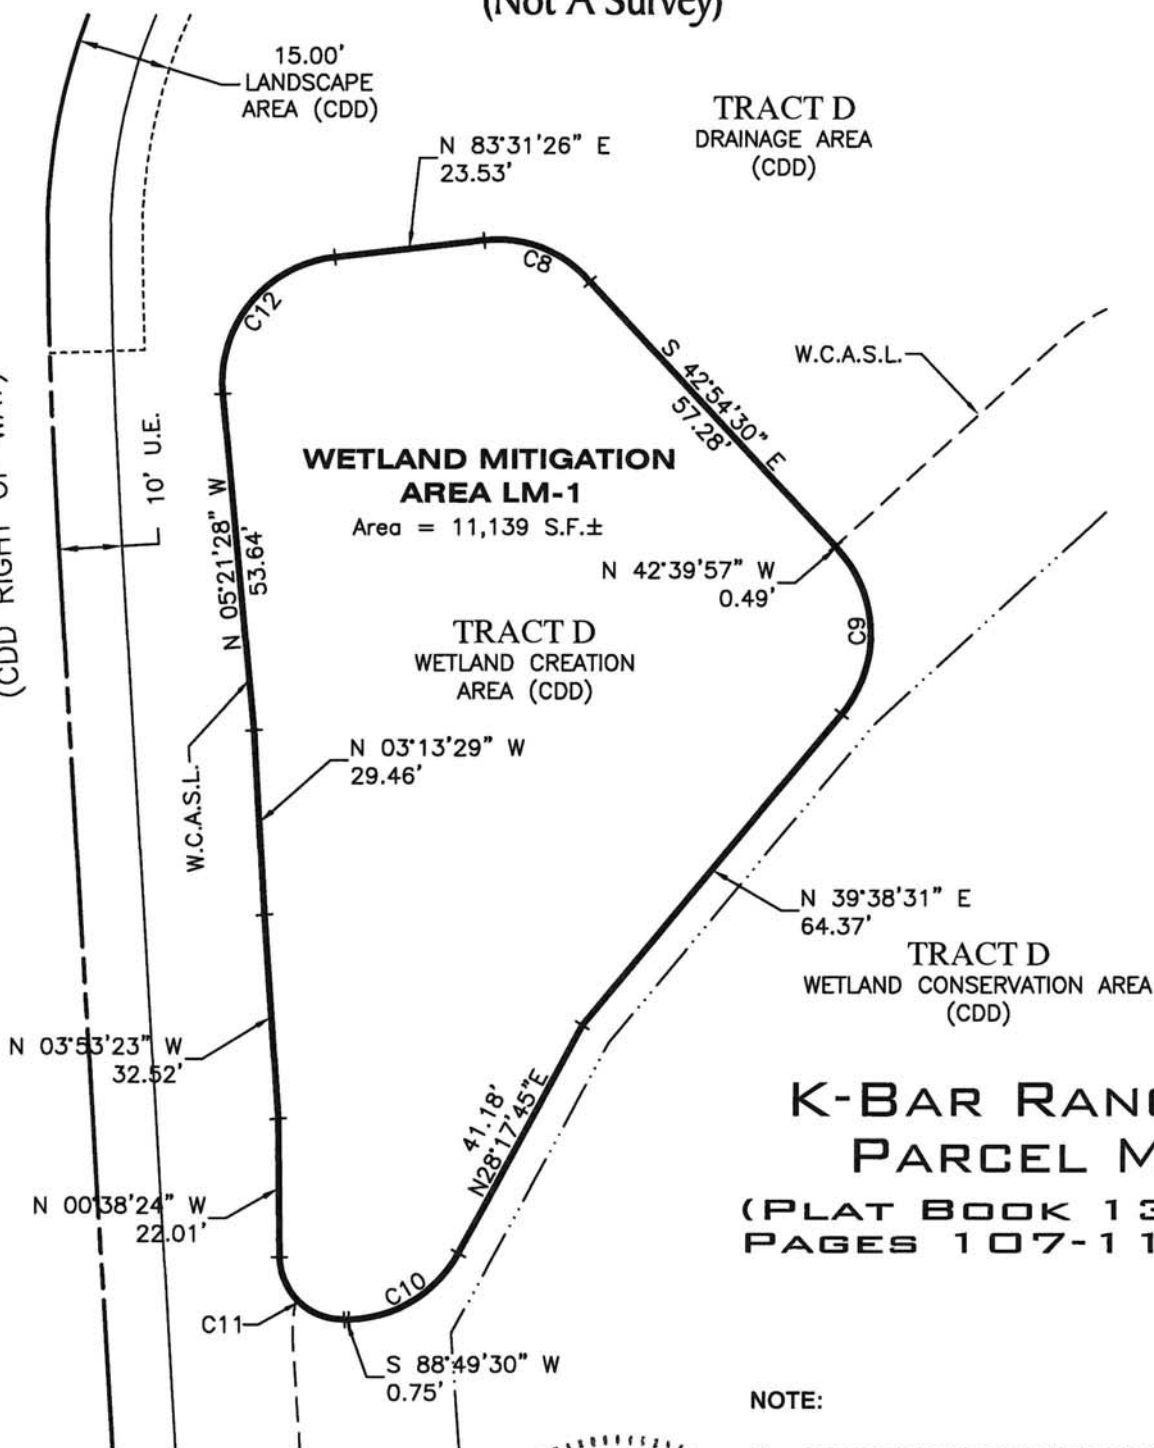 (Not A Survey)
15.00'
LANDSCAPE
AREA (CDD)
TRACT D
DRAINAGE AREA
(CDD)
N 83°31'26" E
23.53'
C8
C12
S 42°54'30" E
57.28'
W.C.A.S.L.
(CDD RIGHT OF WAY)
10' U.E.
WETLAND MITIGATION
AREA LM-1
Area = 11,139 S.F.±
N 05°21'28" W
53.64'
N 42°39'57" W
0.49'
C9
TRACT D
WETLAND CREATION
AREA (CDD)
N 03°13'29" W
29.46'
W.C.A.S.L.
N 39°38'31" E
64.37'
TRACT D
WETLAND CONSERVATION AREA
(CDD)
N 03°53'23" W
32.52'
41.18'
N28°17'45"E
K-BAR
PARCEL
(PLAT BOOK
PAGES 107-11
N 00°38'24" W
22.01'
C10
C11
S 88°49'30" W
0.75'
NOTE: